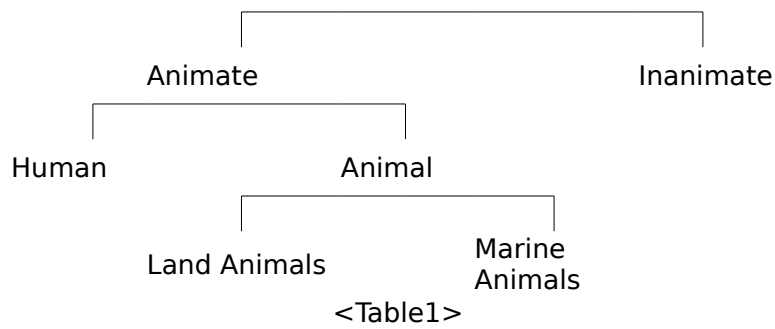 Animate Inanimate
Human Animal
Land Animals
Marine
Animals
<Table1>